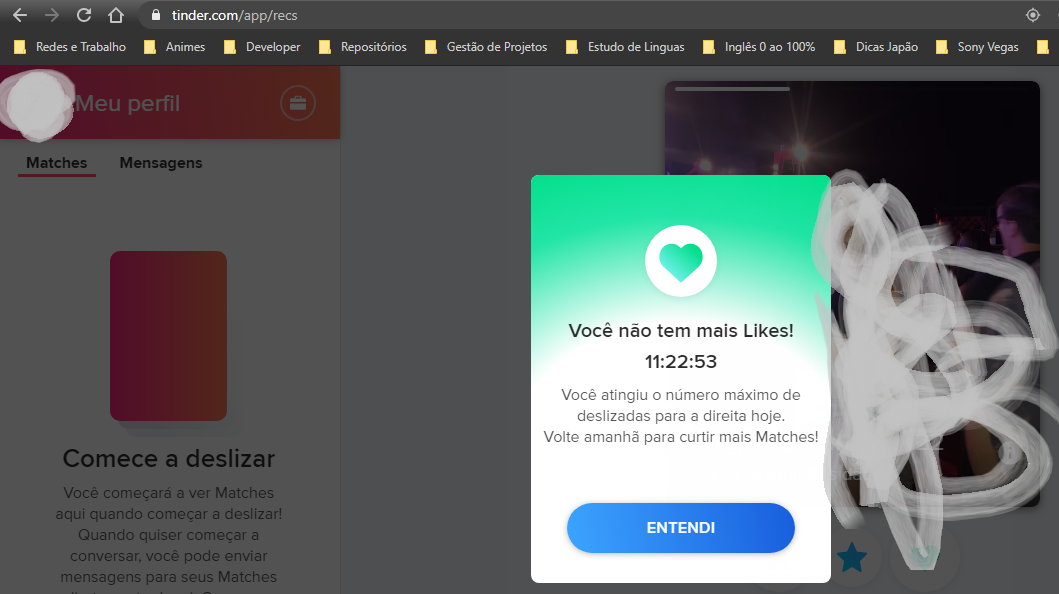 tinder.com/app/recs
Redes e Trabalho
Animes
Developer
Repositórios
Gestão de Projetos
Estudo de Linguas
Inglês 0 ao 100%
Dicas Japão
Sony Vegas
Meu perfil
Matches
Mensagens
Comece a deslizar
Você começará a ver Matches
aqui quando começar a deslizar!
Quando quiser começar a
conversar, você pode enviar
mensagens para seus Matches
Você não tem mais Likes!
11:22:53
Você atingiu o número máximo de
deslizadas para a direita hoje.
Volte amanhã para curtir mais Matches!
ENTENDI